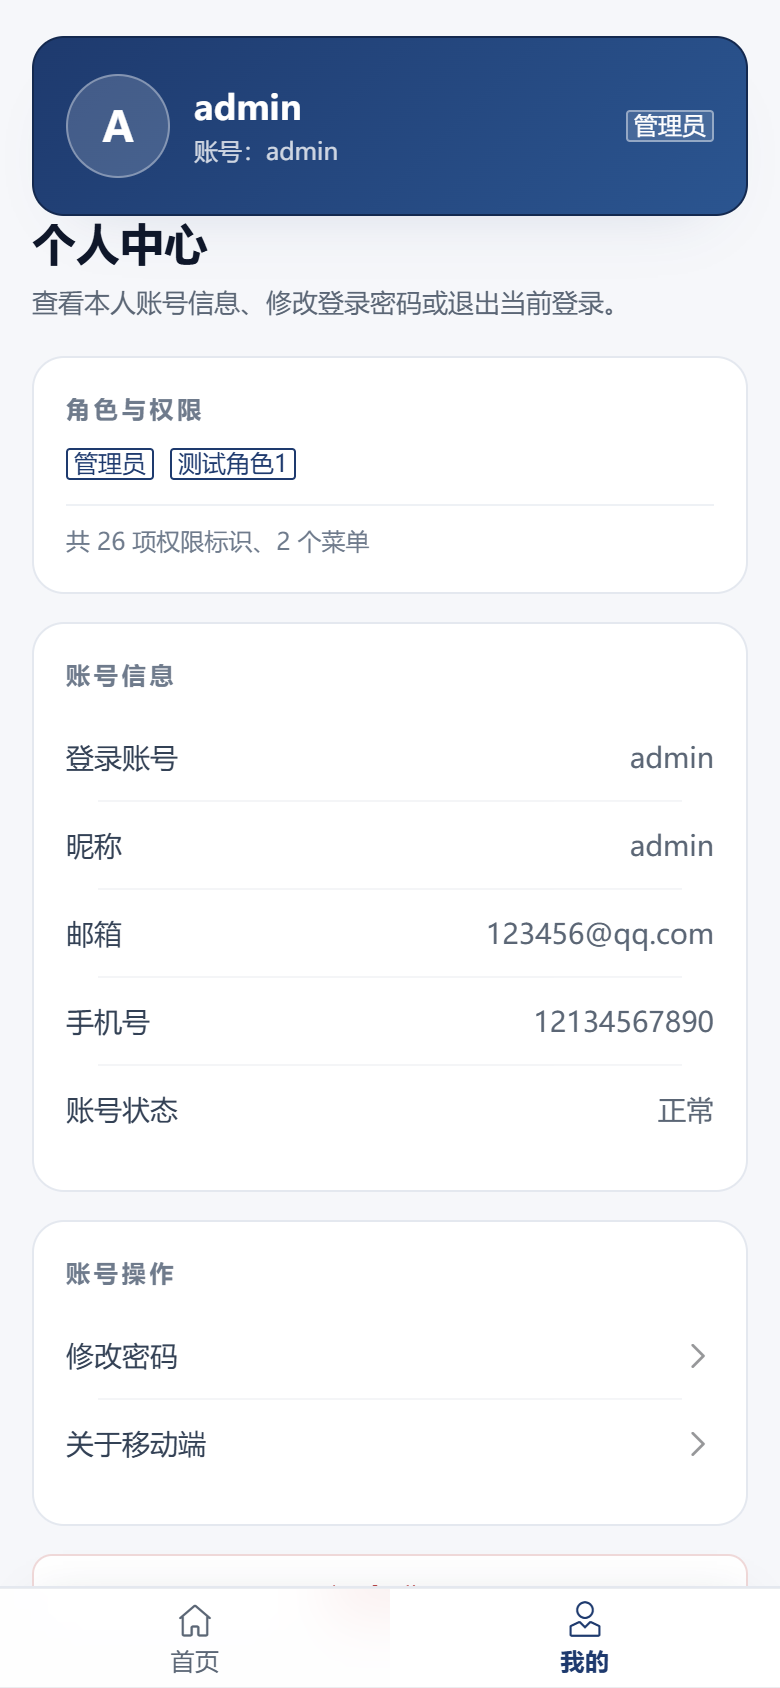 A
admin
账号：admin
管理员
个人中心
查看本人账号信息、修改登录密码或退出当前登录。
角色与权限
管理员 测试角色1
共 26 项权限标识、2 个菜单
账号信息
登录账号 admin
昵称 admin
邮箱 123456@qq.com
手机号 12134567890
账号状态 正常
账号操作
修改密码
关于移动端
首页 我的